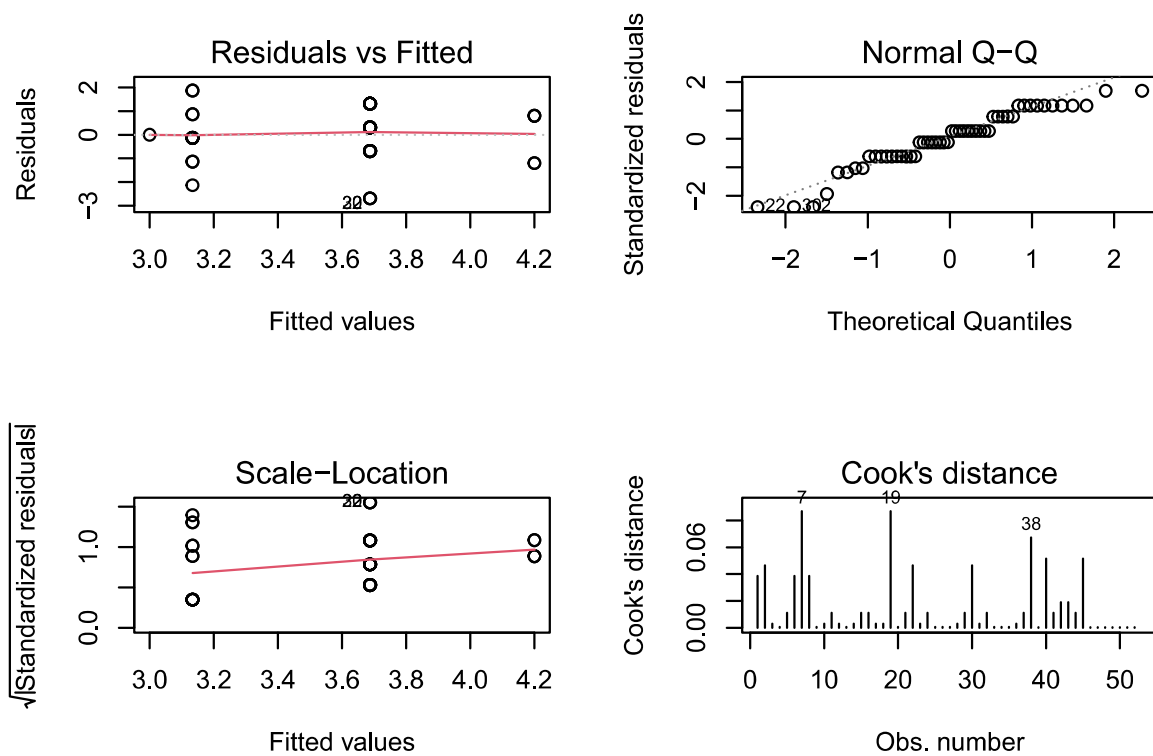 Residuals vs Fitted
Residuals
2
0
−3
3.0 3.2 3.4 3.6 3.8 4.0 4.2
Fitted values
Normal Q−Q
Standardized residuals
2
0
−2
22
−2 −1 0 1 2
Theoretical Quantiles
Scale−Location
√|Standardized residuals|
1.0
0.0
3.0 3.2 3.4 3.6 3.8 4.0 4.2
Fitted values
Cook's distance
Cook's distance
0.06
0.00
7
19
38
0 10 20 30 40 50
Obs. number